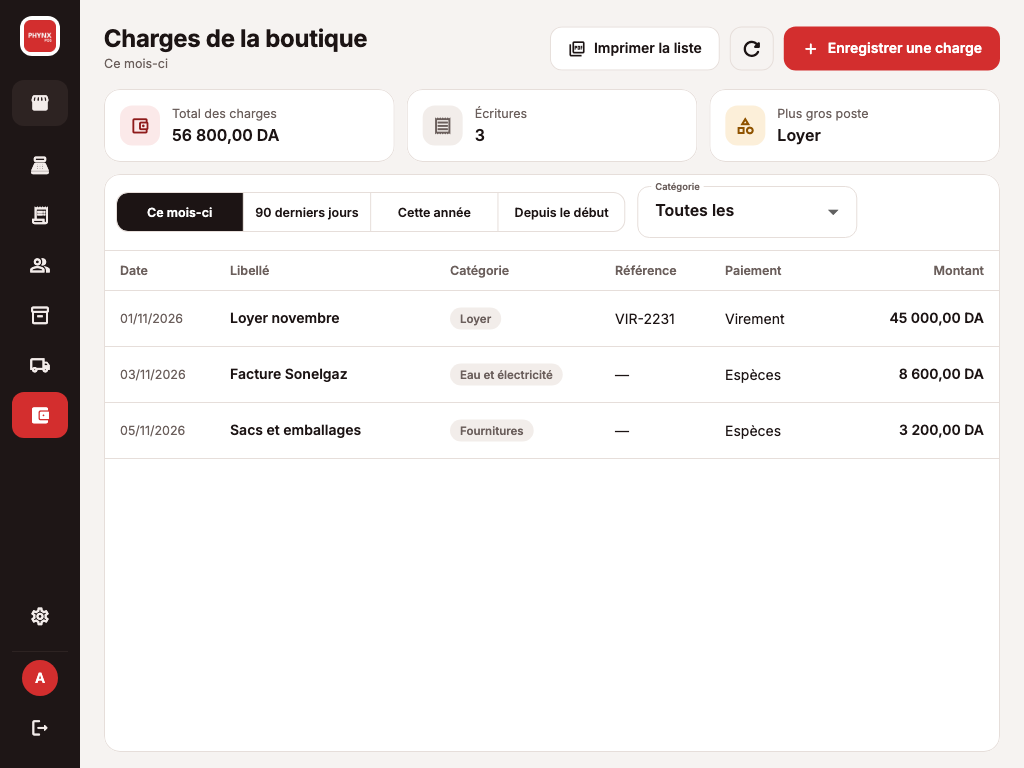 PHYNX
POS
Charges de la boutique
Ce mois-ci
Imprimer la liste
Enregistrer une charge
Total des charges
56 800,00 DA
Écritures
3
Plus gros poste
Loyer
Ce mois-ci
90 derniers jours
Cette année
Depuis le début
Catégorie
Toutes les
Date Libellé Catégorie Référence Paiement Montant
01/11/2026 Loyer novembre Loyer VIR-2231 Virement 45 000,00 DA
03/11/2026 Facture Sonelgaz Eau et électricité — Espèces 8 600,00 DA
05/11/2026 Sacs et emballages Fournitures — Espèces 3 200,00 DA
A